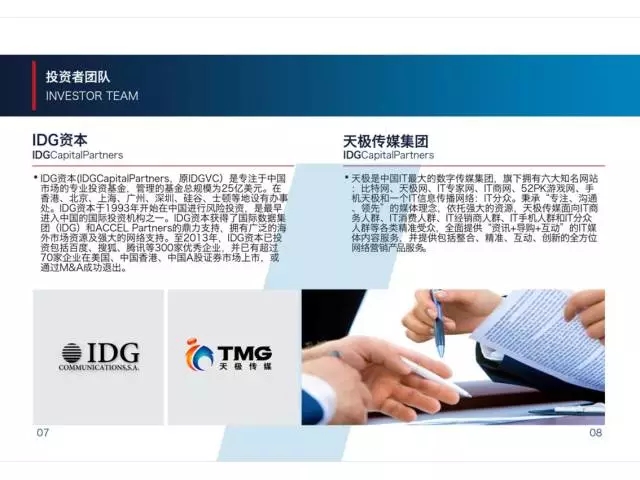 投资者团队
INVESTOR TEAM
IDG资本
IDGCapitalPartners
•IDG资本(IDGCapitalPartners，原IDGVC）是专注于中国
市场的专业投资基金，管理的基金总规模为25亿美元。在
香港、北京、上海、广州、深圳、硅谷、士顿等地设有办事
处。IDG资本于1993年开始在中国进行风险投资，是最早
进入中国的国际投资机构之一。IDG资本获得了国际数据集
团（IDG）和ACCEL Partners的鼎力支持，拥有广泛的海
外市场资源及强大的网络支持。至2013年，IDG资本已投
资包括百度、搜狐、腾讯等300家优秀企业，并已有超过
70家企业在美国、中国香港、中国A股证券市场上市，或
通过M&A成功退出。
天极传媒集团
IDGCapitalPartners
•天极是中国IT最大的数字传媒集团，旗下拥有六大知名网站
：比特网、天极网、IT专家网、IT商网、52PK游戏网、手
机天极和一个IT信息传播网络：IT分众。秉承“专注、沟通
、领先”的媒体理念，依托强大的资源，天极传媒面向IT商
务人群、IT消费人群、IT经销商人群、IT手机人群和IT分众
人群等各类精准受众，全面提供“资讯+导购+互动”的IT媒
体内容服务，并提供包括整合、精准、互动、创新的全方位
网络营销产品服务。
IDG
COMMUNICATIONS,S.A.
TMG
天极传媒
07
08